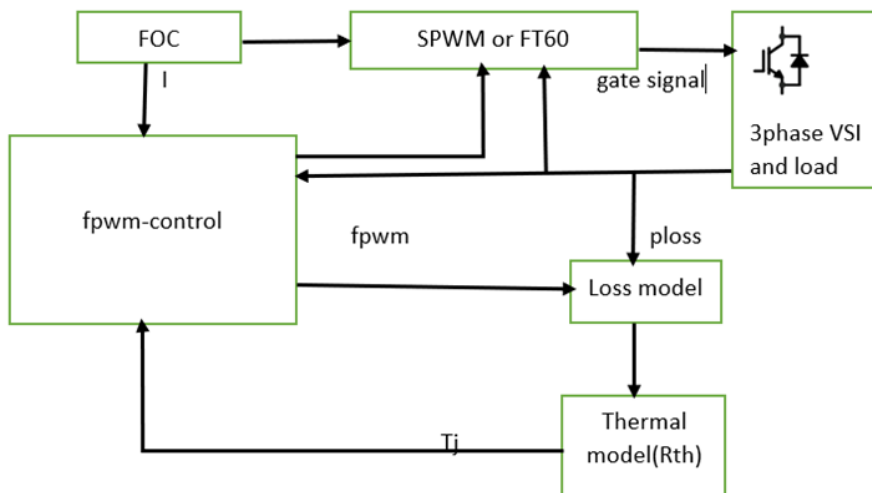 FOC
SPWM or FT60
I
gate signal
3phase VSI
and load
fpwm-control
fpwm
ploss
Loss model
Thermal
model(Rth)
Tj